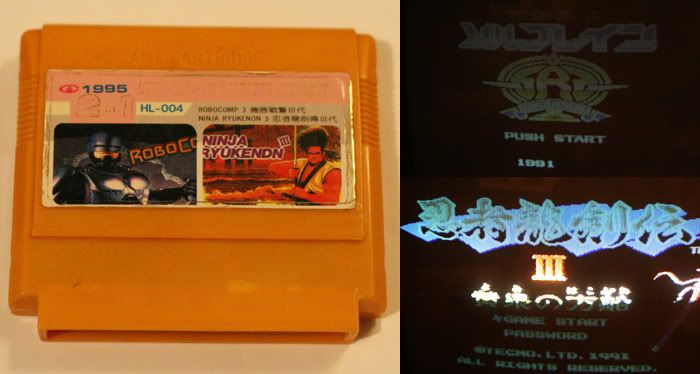 1995
2in1
HL-004
ROBOCOMP 3 機器戰警III代
NINJA RYUKENON 3 忍者龍劍傳III代
ROBOCO
NINJA III
RYUKENDN
ソルブレイン
PUSH START
1991
忍者龍剣伝
III
GAME START
PASSWORD
©TECMO,LTD.1991
ALL RIGHTS RESERVED.